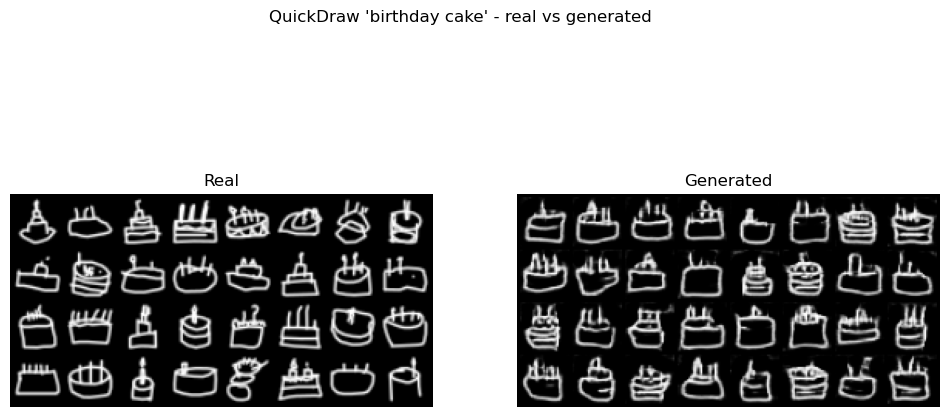 QuickDraw 'birthday cake' - real vs generated
Real
Generated